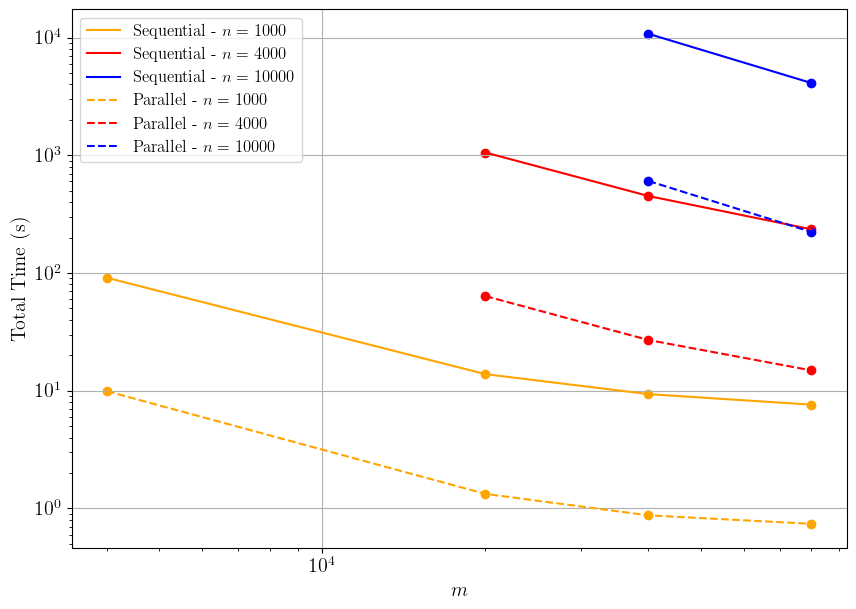 Sequential - n = 1000
Sequential - n = 4000
Sequential - n = 10000
Parallel - n = 1000
Parallel - n = 4000
Parallel - n = 10000
10^4
10^3
10^2
10^1
10^0
Total Time (s)
10^4
m